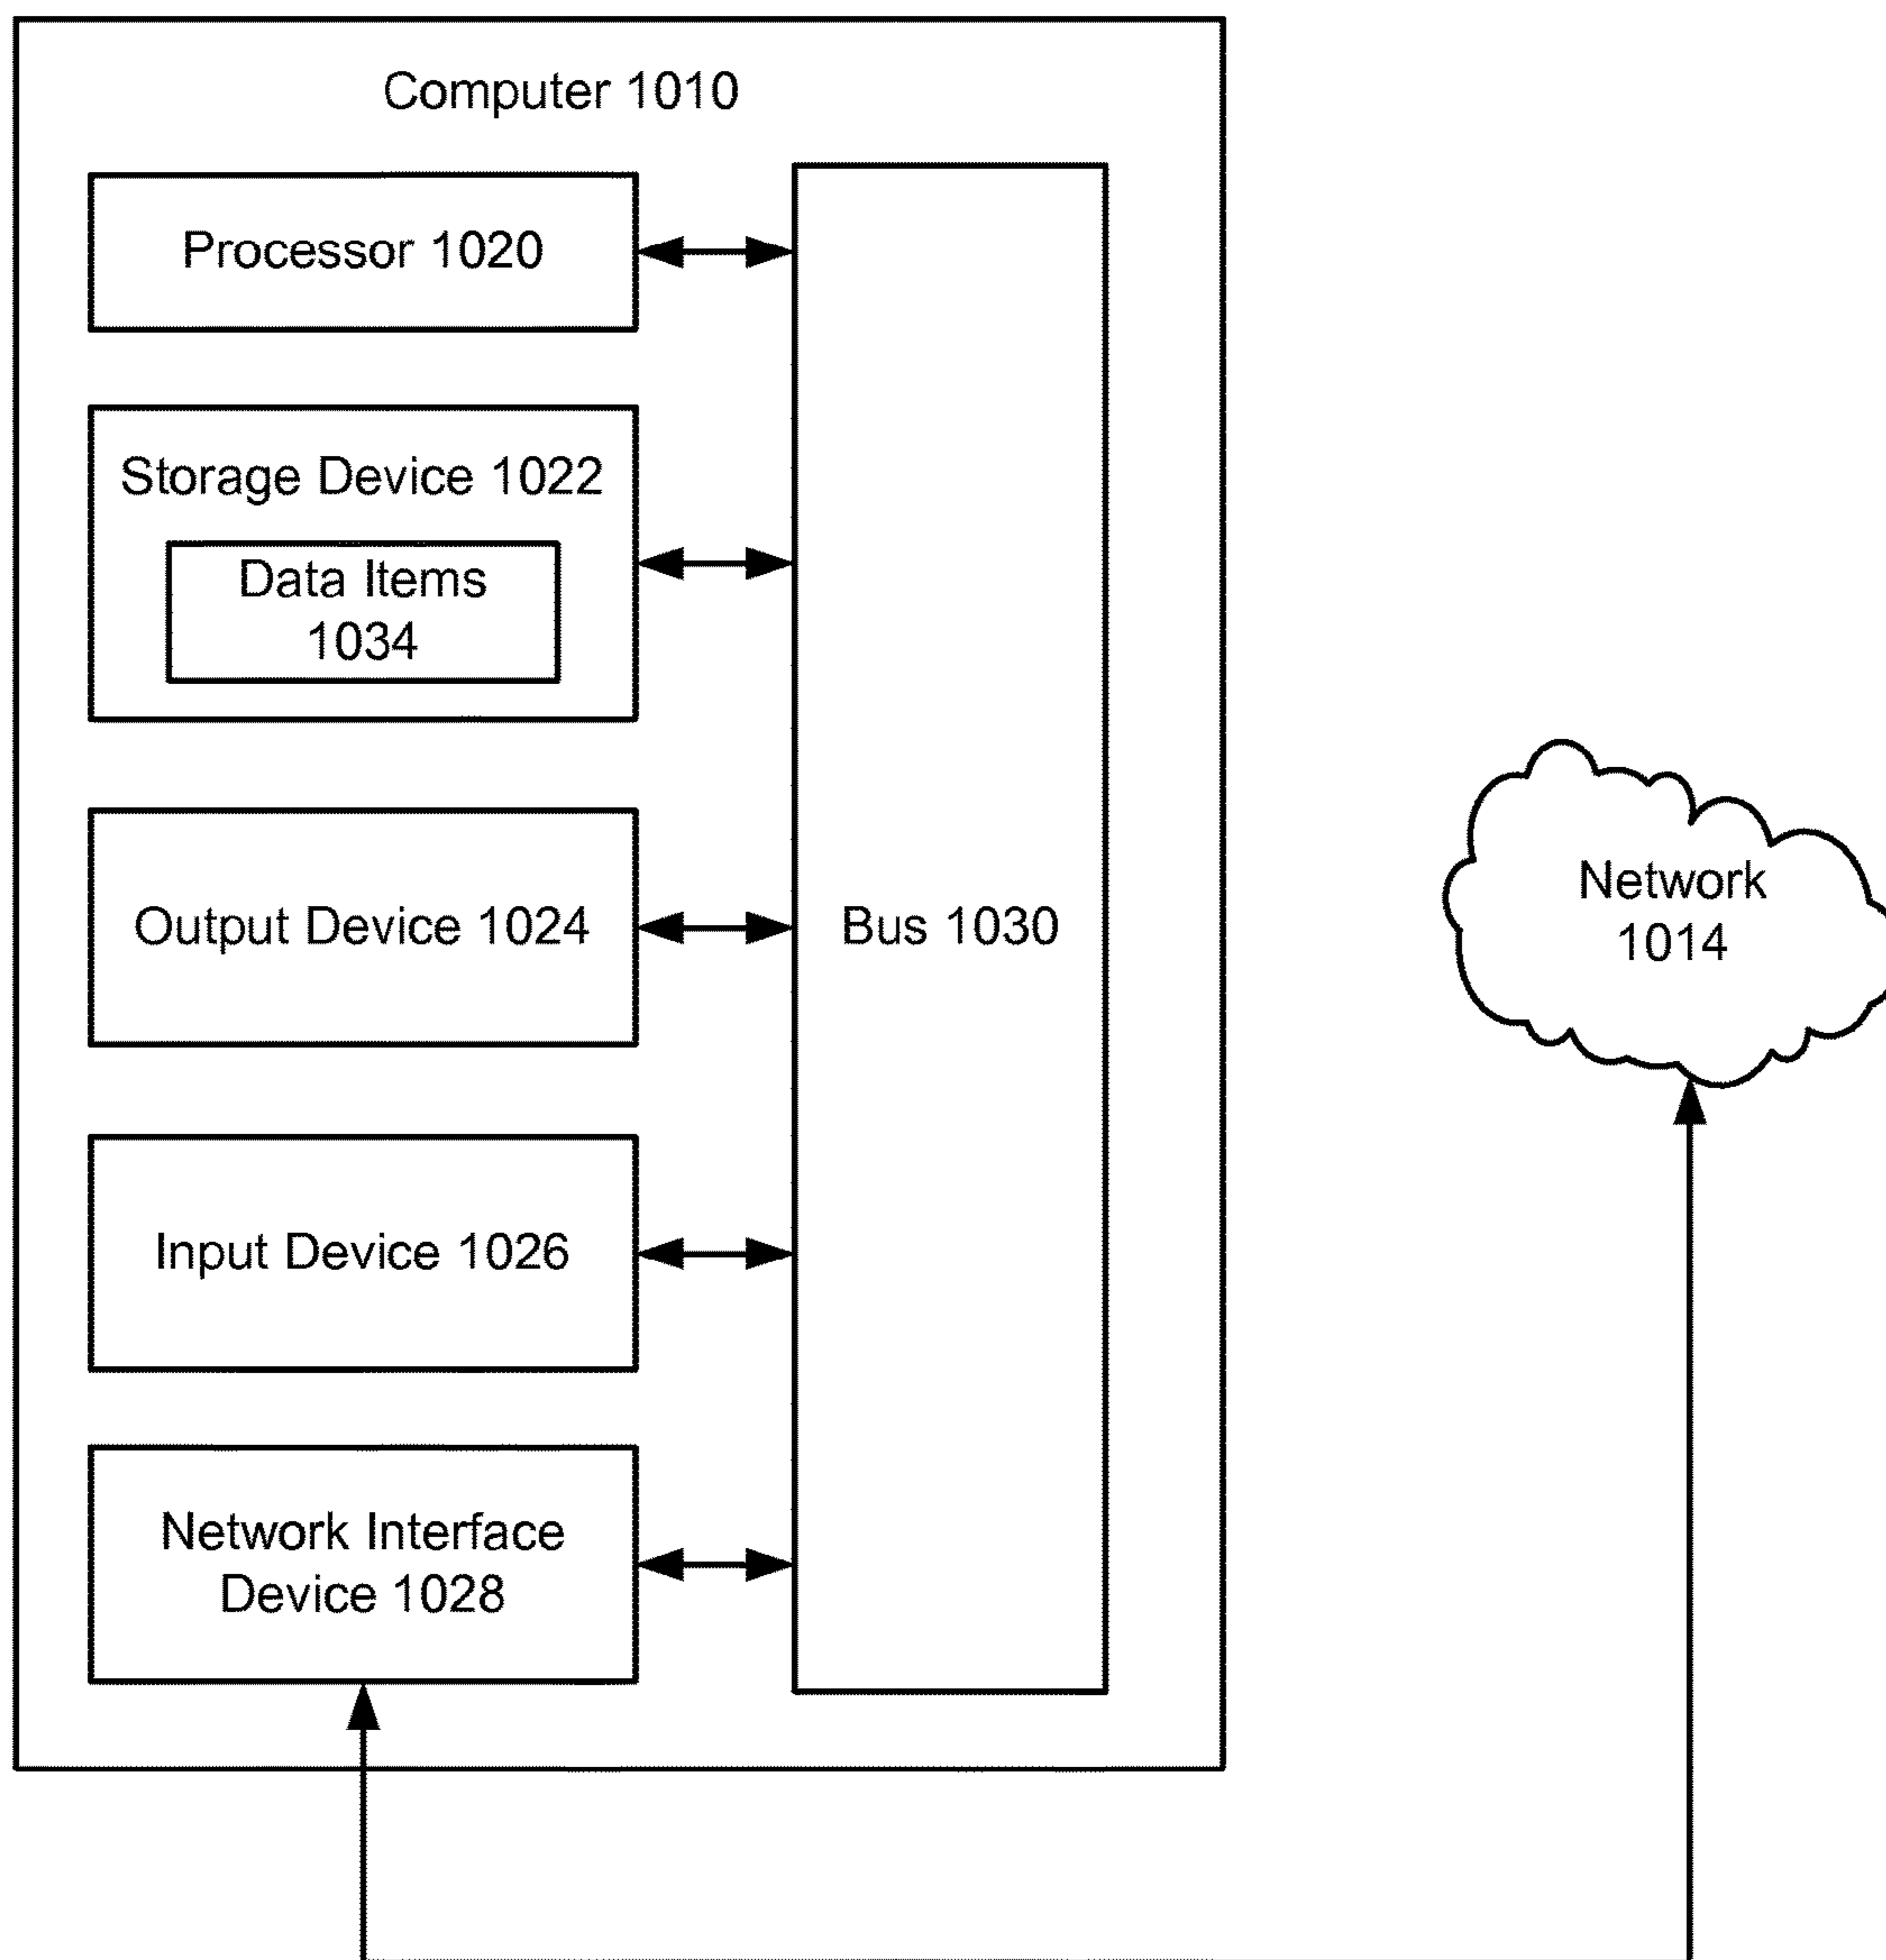 Computer 1010
Processor 1020
Storage Device 1022
Data Items
1034
Output Device 1024
Input Device 1026
Network Interface
Device 1028
Bus 1030
Network
1014